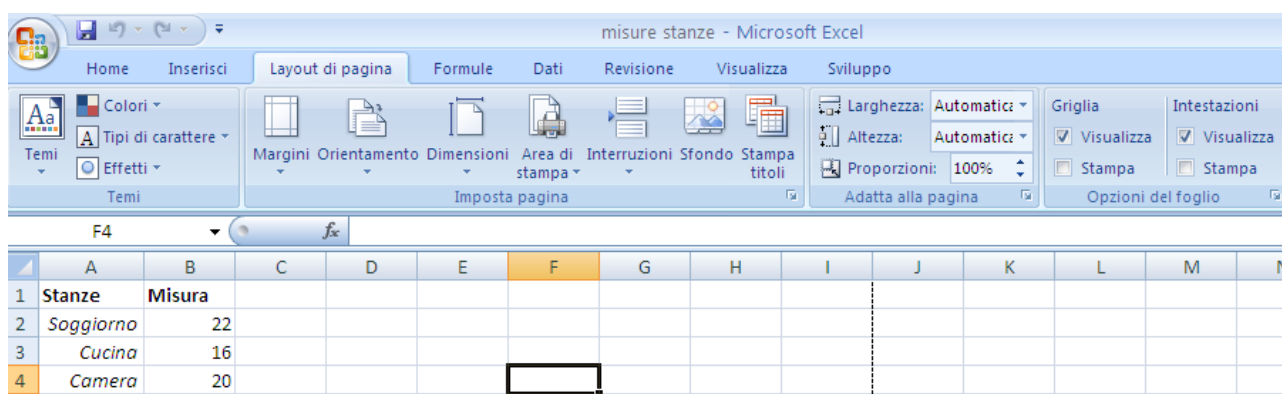 misure stanze - Microsoft Excel
Home Inserisci Layout di pagina Formule Dati Revisione Visualizza Sviluppo
Aa Colori Larghezza: Automatica Griglia Intestazioni
A Tipi di carattere Altezza: Automatica Visualizza Visualizza
Temi Effetti Margini Orientamento Dimensioni Area di stampa Interruzioni Sfondo Stampa titoli Proporzioni: 100% Stampa Stampa
Temi Imposta pagina Adatta alla pagina Opzioni del foglio
F4 fx
A B C D E F G H I J K L M
1 Stanze Misura
2 Soggiorno 22
3 Cucina 16
4 Camera 20